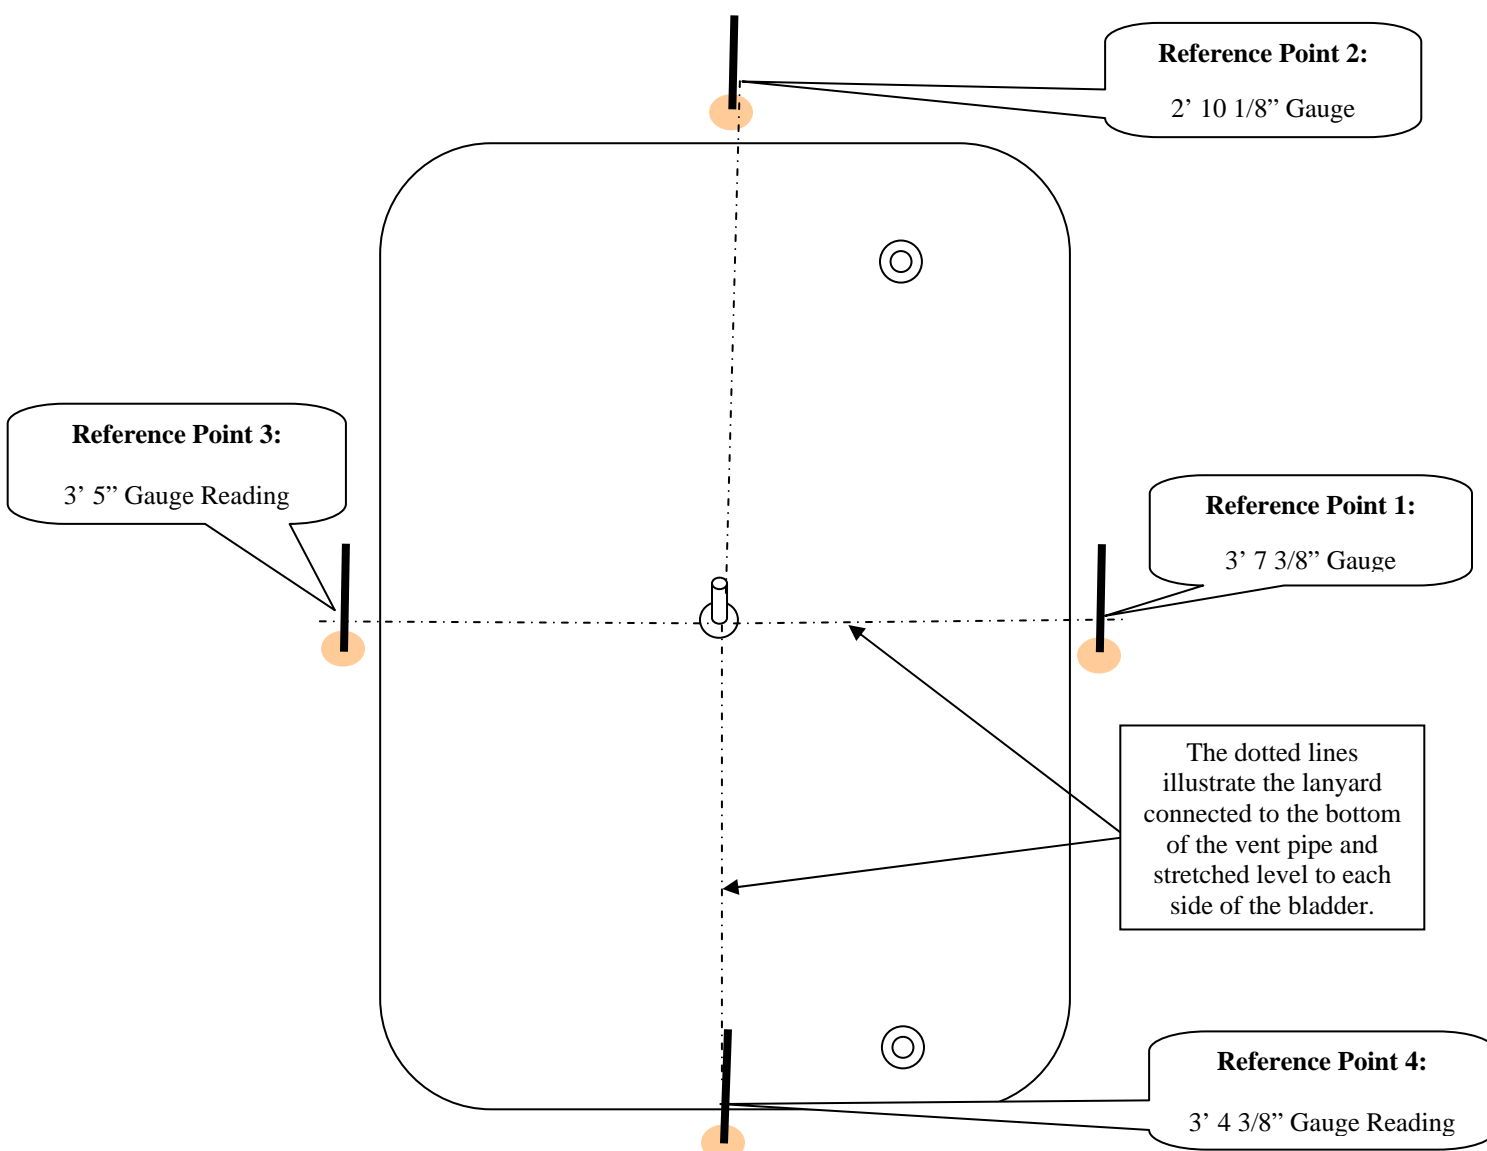 Reference Point 2:
2’ 10 1/8” Gauge
Reference Point 3:
3’ 5” Gauge Reading
Reference Point 1:
3’ 7 3/8” Gauge
The dotted lines
illustrate the lanyard
connected to the bottom
of the vent pipe and
stretched level to each
side of the bladder.
Reference Point 4:
3’ 4 3/8” Gauge Reading